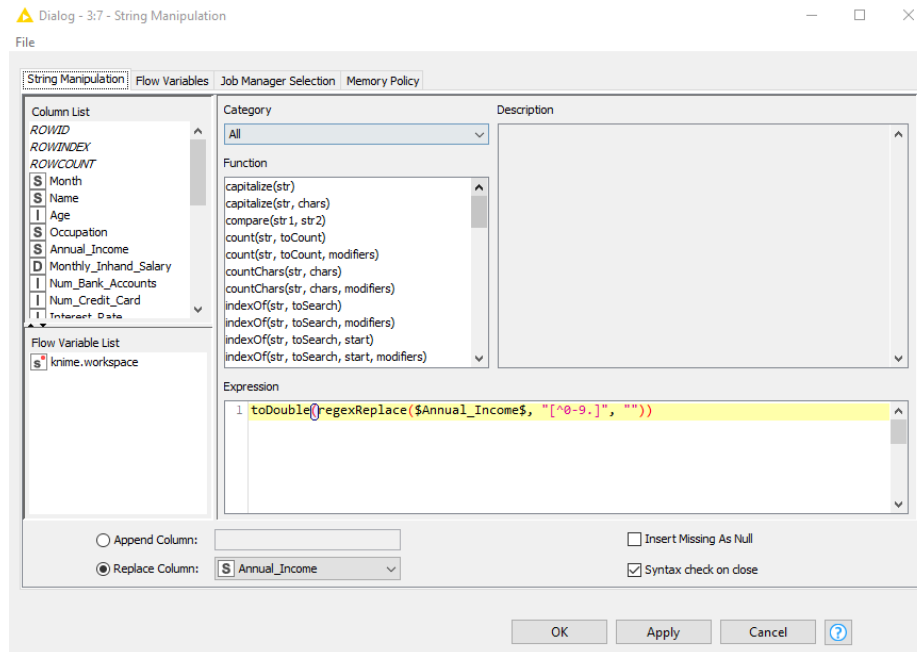 Dialog - 3:7 - String Manipulation
File
String Manipulation Flow Variables Job Manager Selection Memory Policy
Column List
ROWID
ROWINDEX
ROWCOUNT
S Month
S Name
I Age
S Occupation
S Annual_Income
D Monthly_Inhand_Salary
I Num_Bank_Accounts
I Num_Credit_Card
I Interest_Rate
Flow Variable List
s knime.workspace
Category
All
Function
capitalize(str)
capitalize(str, chars)
compare(str1, str2)
count(str, toCount)
count(str, toCount, modifiers)
countChars(str, chars)
countChars(str, chars, modifiers)
indexOf(str, toSearch)
indexOf(str, toSearch, modifiers)
indexOf(str, toSearch, start)
indexOf(str, toSearch, start, modifiers)
Description
Expression
1 toDouble(regexReplace($Annual_Income$, "[^0-9.]", ""))
Append Column:
Replace Column: S Annual_Income
Insert Missing As Null
Syntax check on close
OK Apply Cancel ?